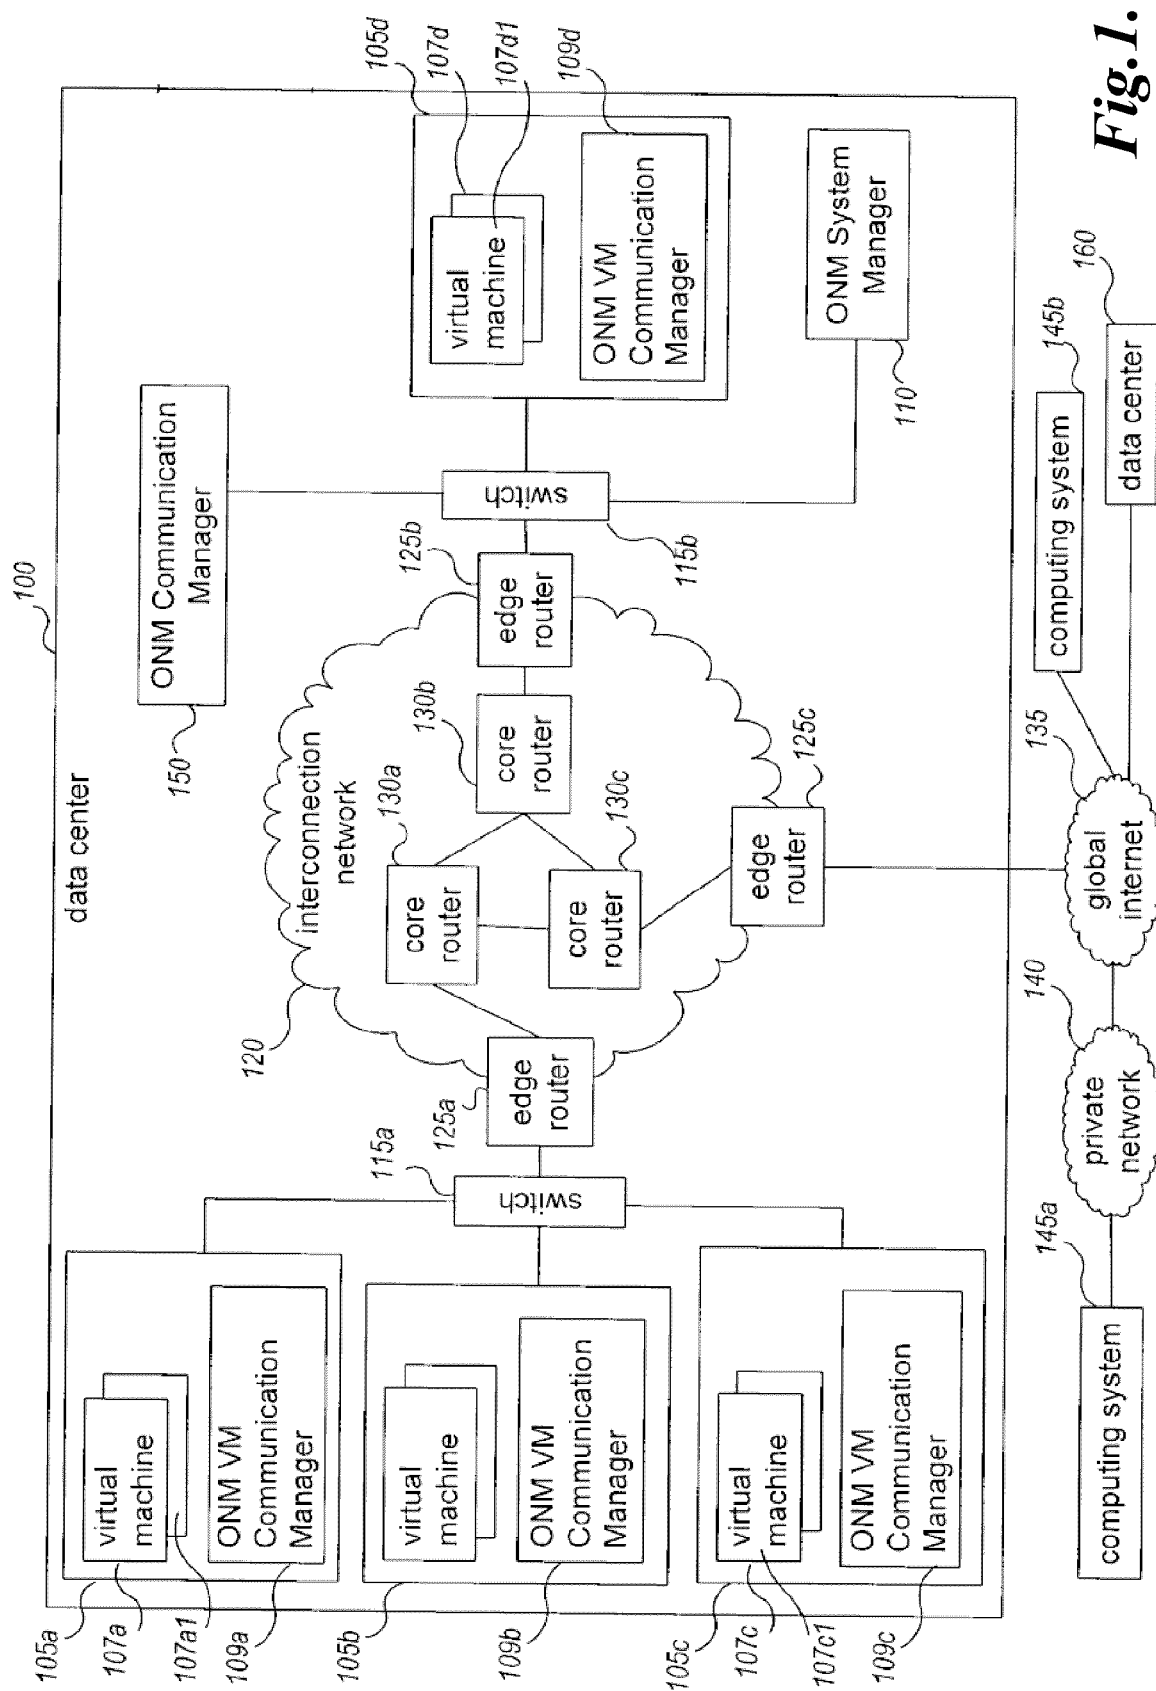 100
data center
105a
107a
107a1
109a
virtual
machine
ONM VM
Communication
Manager
105b
109b
virtual
machine
ONM VM
Communication
Manager
105c
107c
107c1
109c
virtual
machine
ONM VM
Communication
Manager
115a
switch
125a
edge
router
120
interconnection
network
130a
core
router
130b
core
router
130c
core
router
125b
edge
router
125c
edge
router
150
ONM Communication
Manager
115b
switch
105d
107d
107d1
109d
virtual
machine
ONM VM
Communication
Manager
110
ONM System
Manager
145a
computing system
140
private
network
135
global
internet
145b
computing system
160
data center
Fig.1.